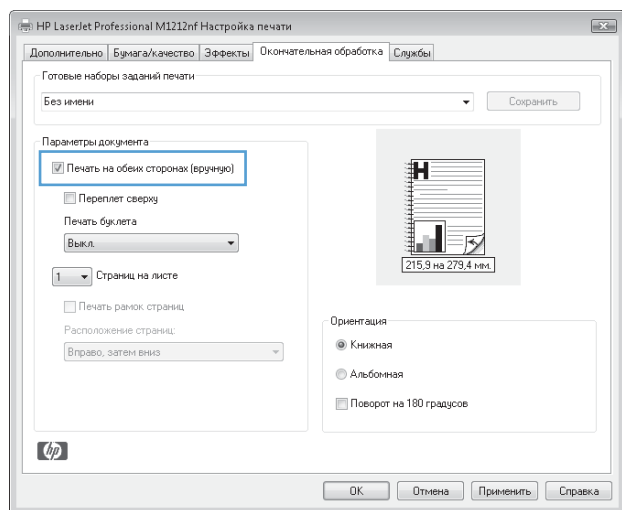 HP LaserJet Professional M1212nf Настройка печати
Дополнительно Бумага/качество Эффекты Окончательная обработка Службы
Готовые наборы заданий печати
Без имени Сохранить
Параметры документа
Печать на обеих сторонах (вручную)
Переплет сверху
Печать буклета
Выкл.
1 Страниц на листе
Печать рамок страниц
Расположение страниц:
Вправо, затем вниз
H
215,9 на 279,4 мм.
Ориентация
Книжная
Альбомная
Поворот на 180 градусов
hp
OK Отмена Применить Справка